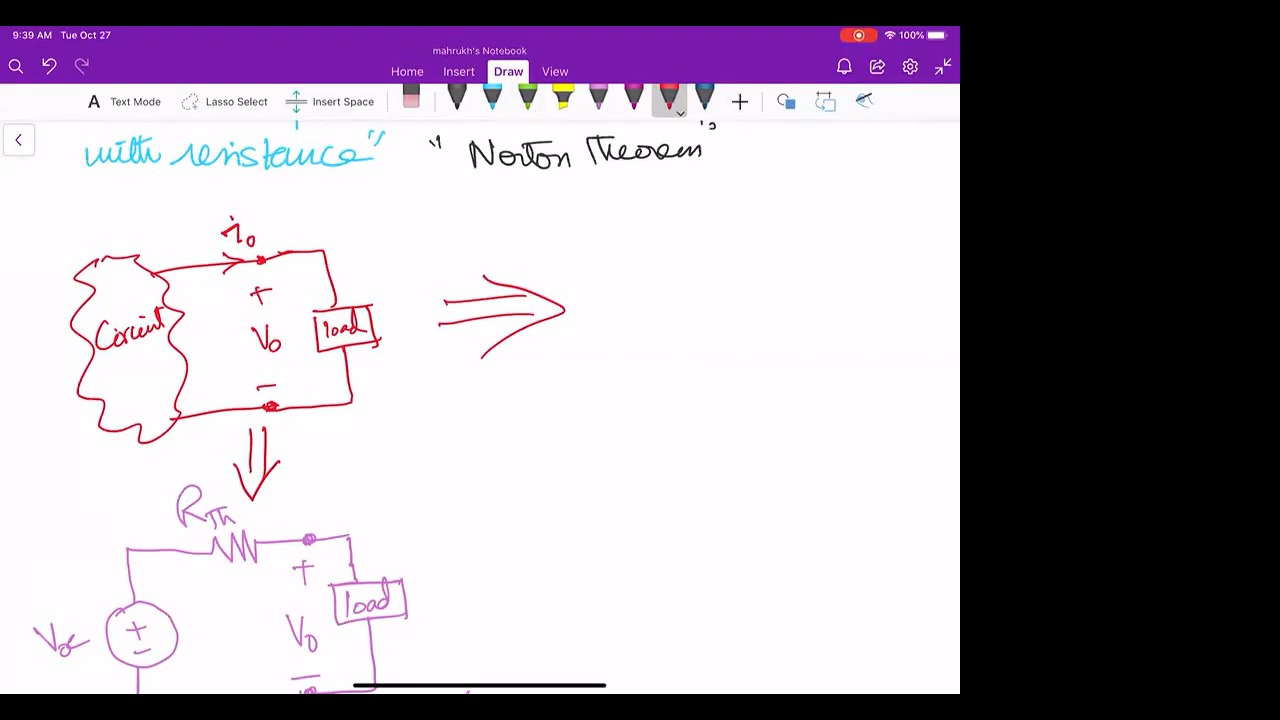 9:39 AM Tue Oct 27
100%
mahrukh's Notebook
Home Insert Draw View
A Text Mode Lasso Select Insert Space
with resistance" "Norton Theorem"
i0
+
Circuit
V0
load
-
RTh
+
load
Voc
+
-
V0
-